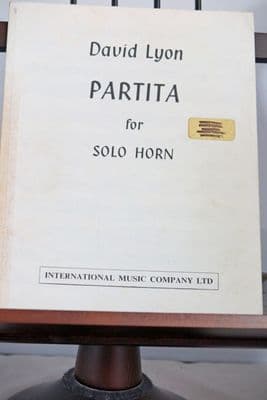 David Lyon
PARTITA
for
SOLO HORN
INTERNATIONAL MUSIC COMPANY LTD